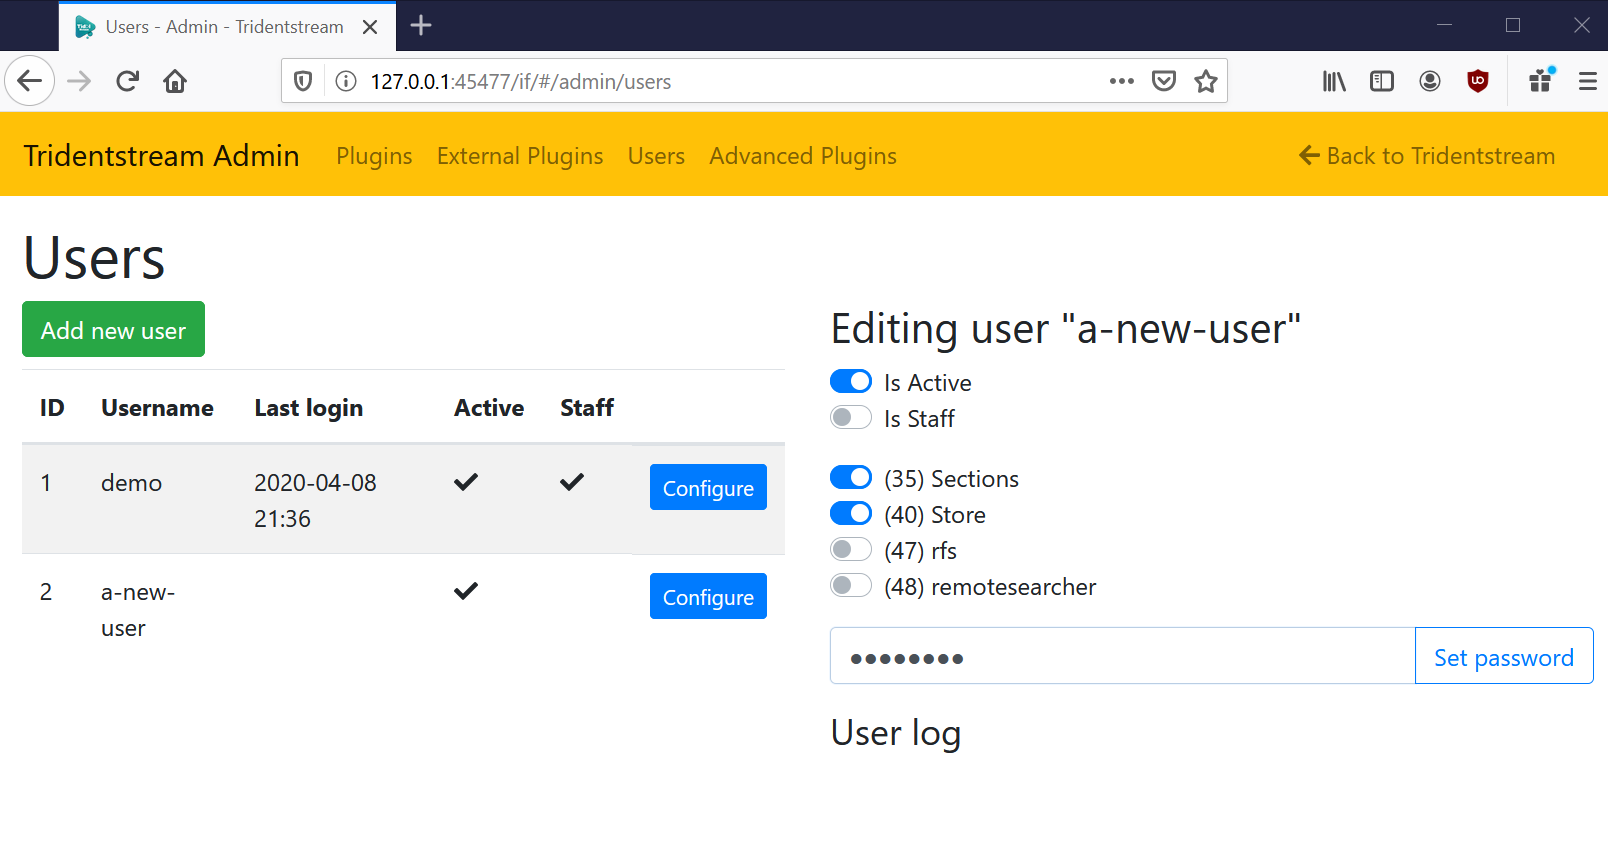 Users - Admin - Tridentstream
127.0.0.1:45477/if/#/admin/users
Tridentstream Admin Plugins External Plugins Users Advanced Plugins Back to Tridentstream
Users
Add new user
ID Username Last login Active Staff
1 demo 2020-04-08 21:36 Configure
2 a-new-user Configure
Editing user "a-new-user"
Is Active
Is Staff
(35) Sections
(40) Store
(47) rfs
(48) remotesearcher
●●●●●●●● Set password
User log